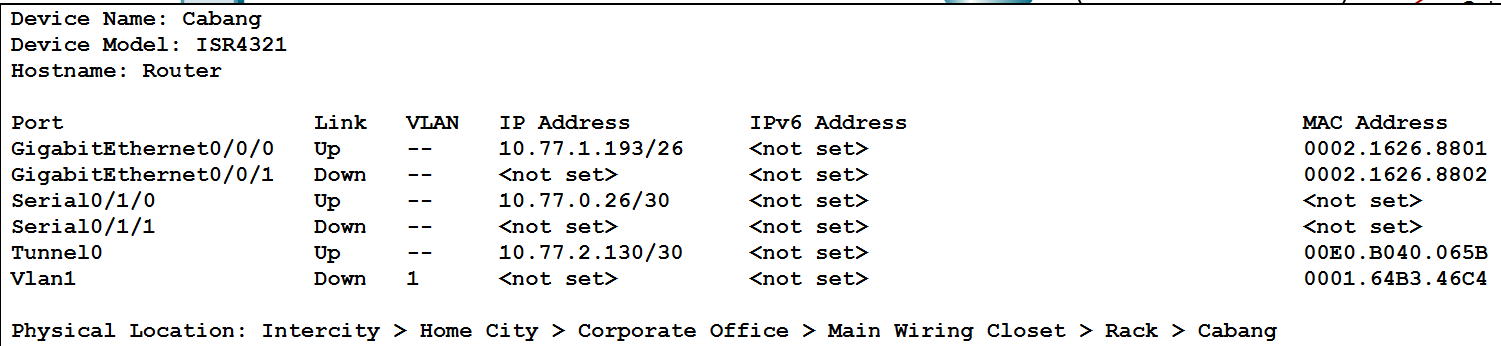 Device Name: Cabang
Device Model: ISR4321
Hostname: Router
Port Link VLAN IP Address IPv6 Address MAC Address
GigabitEthernet0/0/0 Up -- 10.77.1.193/26 <not set> 0002.1626.8801
GigabitEthernet0/0/1 Down -- <not set> <not set> 0002.1626.8802
Serial0/1/0 Up -- 10.77.0.26/30 <not set> <not set>
Serial0/1/1 Down -- <not set> <not set> <not set>
Tunnel0 Up -- 10.77.2.130/30 <not set> 00E0.B040.065B
Vlan1 Down 1 <not set> <not set> 0001.64B3.46C4
Physical Location: Intercity > Home City > Corporate Office > Main Wiring Closet > Rack > Cabang